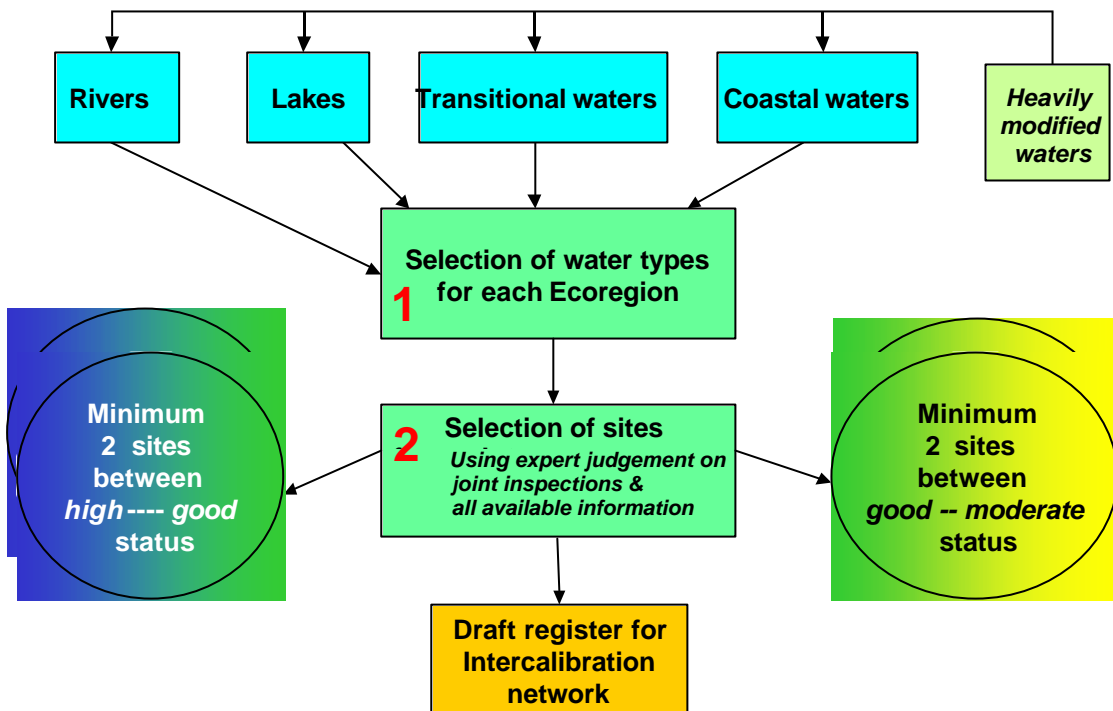 Rivers
Lakes
Transitional waters
Coastal waters
Heavily
modified
waters
Selection of water types
for each Ecoregion
1
Minimum
2 sites
between
high ---- good
status
2
Selection of sites
Using expert judgement on
joint inspections &
all available information
Minimum
2 sites
between
good -- moderate
status
Draft register for
Intercalibration
network